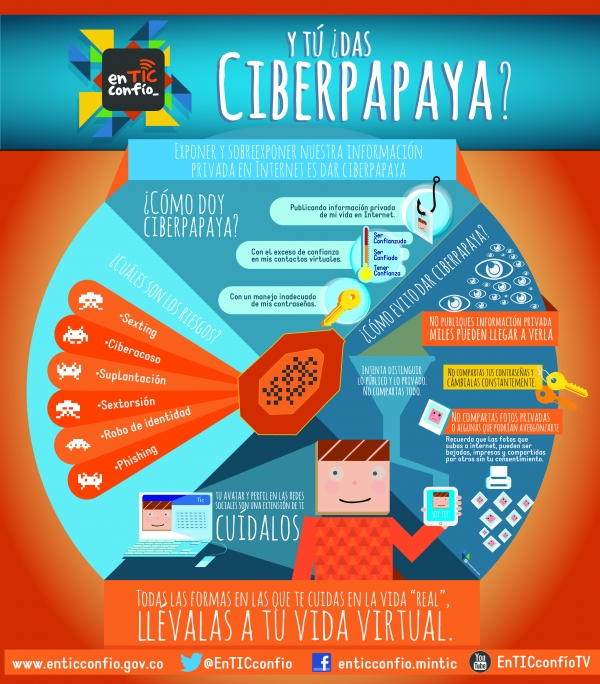 en TIC
confío_
Y TÚ ¿DAS
CIBERPAPAYA?
EXPONER Y SOBREEXPONER NUESTRA INFORMACIÓN
PRIVADA EN INTERNET ES DAR CIBERPAPAYA
¿CÓMO DOY
CIBERPAPAYA?
Publicando información privada
de mi vida en Internet.
Con el exceso de confianza
en mis contactos virtuales.
Ser
Confianzudo
Ser
Confiado
Tener
Confianza
Con un manejo inadecuado
de mis contraseñas.
¿CUÁLES SON LOS RIESGOS?
•Sexting
•Ciberacoso
•Suplantación
•Sextorsión
•Robo de identidad
•Phishing
¿CÓMO EVITO DAR CIBERPAPAYA?
NO PUBLIQUES INFORMACIÓN PRIVADA
MILES PUEDEN LLEGAR A VERLA
INTENTA DISTINGUIR
LO PÚBLICO Y LO PRIVADO.
NO COMPARTAS TODO.
NO COMPARTAS TUS CONTRASEÑAS Y
CÁMBIALAS CONSTANTEMENTE.
NO COMPARTAS FOTOS PRIVADAS
O ALGUNAS QUE PODRÍAN AVERGONZARTE
Recuerda que las fotos que
subas a internet, pueden ser
bajadas, impresas y compartidas
por otros sin tu consentimiento.
TU AVATAR Y PERFIL EN LAS REDES
SOCIALES SON UNA EXTENSIÓN DE TI
CUÍDALOS
TODAS LAS FORMAS EN LAS QUE TE CUIDAS EN LA VIDA “REAL”,
LLÉVALAS A TÚ VIDA VIRTUAL.
www.enticconfio.gov.co
@EnTICconfio
enticconfio.mintic
You
Tube
EnTICconfíoTV